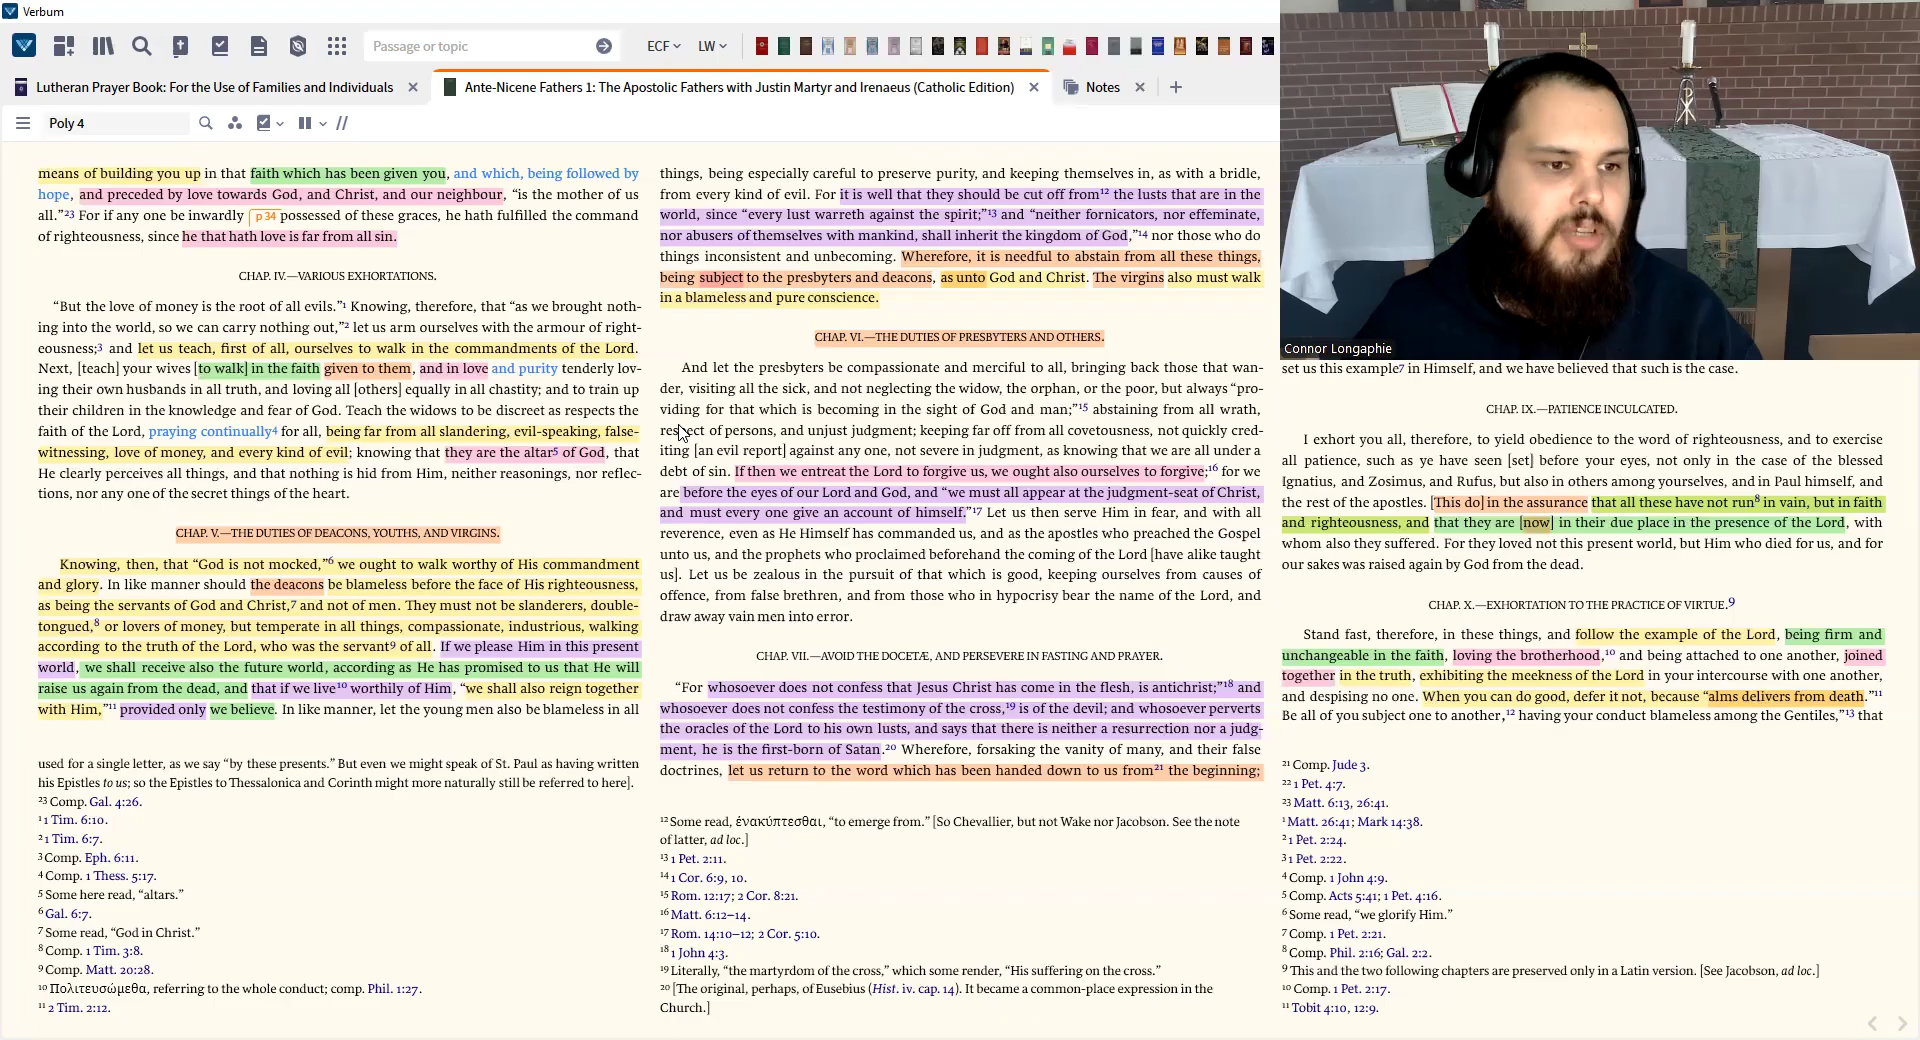 Verbum
Passage or topic
ECF
LW
Lutheran Prayer Book: For the Use of Families and Individuals
Ante-Nicene Fathers 1: The Apostolic Fathers with Justin Martyr and Irenaeus (Catholic Edition)
Notes
Poly 4
means of building you up in that faith which has been given you, and which, being followed by
hope, and preceded by love towards God, and Christ, and our neighbour, “is the mother of us
all.”23 For if any one be inwardly p 34 possessed of these graces, he hath fulfilled the command
of righteousness, since he that hath love is far from all sin.
CHAP. IV.—VARIOUS EXHORTATIONS.
“But the love of money is the root of all evils.”1 Knowing, therefore, that “as we brought noth-
ing into the world, so we can carry nothing out,”2 let us arm ourselves with the armour of right-
eousness;3 and let us teach, first of all, ourselves to walk in the commandments of the Lord.
Next, [teach] your wives [to walk] in the faith given to them, and in love and purity tenderly lov-
ing their own husbands in all truth, and loving all [others] equally in all chastity; and to train up
their children in the knowledge and fear of God. Teach the widows to be discreet as respects the
faith of the Lord, praying continually4 for all, being far from all slandering, evil-speaking, false-
witnessing, love of money, and every kind of evil; knowing that they are the altar5 of God, that
He clearly perceives all things, and that nothing is hid from Him, neither reasonings, nor reflec-
tions, nor any one of the secret things of the heart.
CHAP. V.—THE DUTIES OF DEACONS, YOUTHS, AND VIRGINS.
Knowing, then, that “God is not mocked,”6 we ought to walk worthy of His commandment
and glory. In like manner should the deacons be blameless before the face of His righteousness,
as being the servants of God and Christ,7 and not of men. They must not be slanderers, double-
tongued,8 or lovers of money, but temperate in all things, compassionate, industrious, walking
according to the truth of the Lord, who was the servant9 of all. If we please Him in this present
world, we shall receive also the future world, according as He has promised to us that He will
raise us again from the dead, and that if we live10 worthily of Him, “we shall also reign together
with Him,”11 provided only we believe. In like manner, let the young men also be blameless in all
used for a single letter, as we say “by these presents.” But even we might speak of St. Paul as having written
his Epistles to us; so the Epistles to Thessalonica and Corinth might more naturally still be referred to here].
23 Comp. Gal. 4:26.
1 1 Tim. 6:10.
2 1 Tim. 6:7.
3 Comp. Eph. 6:11.
4 Comp. 1 Thess. 5:17.
5 Some here read, “altars.”
6 Gal. 6:7.
7 Some read, “God in Christ.”
8 Comp. 1 Tim. 3:8.
9 Comp. Matt. 20:28.
10 Πολιτευσώμεθα, referring to the whole conduct; comp. Phil. 1:27.
11 2 Tim. 2:12.
things, being especially careful to preserve purity, and keeping themselves in, as with a bridle,
from every kind of evil. For it is well that they should be cut off from12 the lusts that are in the
world, since “every lust warreth against the spirit;”13 and “neither fornicators, nor effeminate,
nor abusers of themselves with mankind, shall inherit the kingdom of God,”14 nor those who do
things inconsistent and unbecoming. Wherefore, it is needful to abstain from all these things,
being subject to the presbyters and deacons, as unto God and Christ. The virgins also must walk
in a blameless and pure conscience.
CHAP. VI.—THE DUTIES OF PRESBYTERS AND OTHERS.
And let the presbyters be compassionate and merciful to all, bringing back those that wan-
der, visiting all the sick, and not neglecting the widow, the orphan, or the poor, but always “pro-
viding for that which is becoming in the sight of God and man;”15 abstaining from all wrath,
respect of persons, and unjust judgment; keeping far off from all covetousness, not quickly cred-
iting [an evil report] against any one, not severe in judgment, as knowing that we are all under a
debt of sin. If then we entreat the Lord to forgive us, we ought also ourselves to forgive;16 for we
are before the eyes of our Lord and God, and “we must all appear at the judgment-seat of Christ,
and must every one give an account of himself.”17 Let us then serve Him in fear, and with all
reverence, even as He Himself has commanded us, and as the apostles who preached the Gospel
unto us, and the prophets who proclaimed beforehand the coming of the Lord [have alike taught
us]. Let us be zealous in the pursuit of that which is good, keeping ourselves from causes of
offence, from false brethren, and from those who in hypocrisy bear the name of the Lord, and
draw away vain men into error.
CHAP. VII.—AVOID THE DOCETÆ, AND PERSEVERE IN FASTING AND PRAYER.
“For whosoever does not confess that Jesus Christ has come in the flesh, is antichrist;”18 and
whosoever does not confess the testimony of the cross,19 is of the devil; and whosoever perverts
the oracles of the Lord to his own lusts, and says that there is neither a resurrection nor a judg-
ment, he is the first-born of Satan.20 Wherefore, forsaking the vanity of many, and their false
doctrines, let us return to the word which has been handed down to us from21 the beginning;
12 Some read, ἐνακύπτεσθαι, “to emerge from.” [So Chevallier, but not Wake nor Jacobson. See the note
of latter, ad loc.]
13 1 Pet. 2:11.
14 1 Cor. 6:9, 10.
15 Rom. 12:17; 2 Cor. 8:21.
16 Matt. 6:12–14.
17 Rom. 14:10–12; 2 Cor. 5:10.
18 1 John 4:3.
19 Literally, “the martyrdom of the cross,” which some render, “His suffering on the cross.”
20 [The original, perhaps, of Eusebius (Hist. iv. cap. 14). It became a common-place expression in the
Church.]
Connor Longaphie
set us this example7 in Himself, and we have believed that such is the case.
CHAP. IX.—PATIENCE INCULCATED.
I exhort you all, therefore, to yield obedience to the word of righteousness, and to exercise
all patience, such as ye have seen [set] before your eyes, not only in the case of the blessed
Ignatius, and Zosimus, and Rufus, but also in others among yourselves, and in Paul himself, and
the rest of the apostles. [This do] in the assurance that all these have not run8 in vain, but in faith
and righteousness, and that they are [now] in their due place in the presence of the Lord, with
whom also they suffered. For they loved not this present world, but Him who died for us, and for
our sakes was raised again by God from the dead.
CHAP. X.—EXHORTATION TO THE PRACTICE OF VIRTUE.9
Stand fast, therefore, in these things, and follow the example of the Lord, being firm and
unchangeable in the faith, loving the brotherhood,10 and being attached to one another, joined
together in the truth, exhibiting the meekness of the Lord in your intercourse with one another,
and despising no one. When you can do good, defer it not, because “alms delivers from death.”11
Be all of you subject one to another,12 having your conduct blameless among the Gentiles,”13 that
21 Comp. Jude 3.
22 1 Pet. 4:7.
23 Matt. 6:13, 26:41.
1 Matt. 26:41; Mark 14:38.
2 1 Pet. 2:24.
3 1 Pet. 2:22.
4 Comp. 1 John 4:9.
5 Comp. Acts 5:41; 1 Pet. 4:16.
6 Some read, “we glorify Him.”
7 Comp. 1 Pet. 2:21.
8 Comp. Phil. 2:16; Gal. 2:2.
9 This and the two following chapters are preserved only in a Latin version. [See Jacobson, ad loc.]
10 Comp. 1 Pet. 2:17.
11 Tobit 4:10, 12:9.